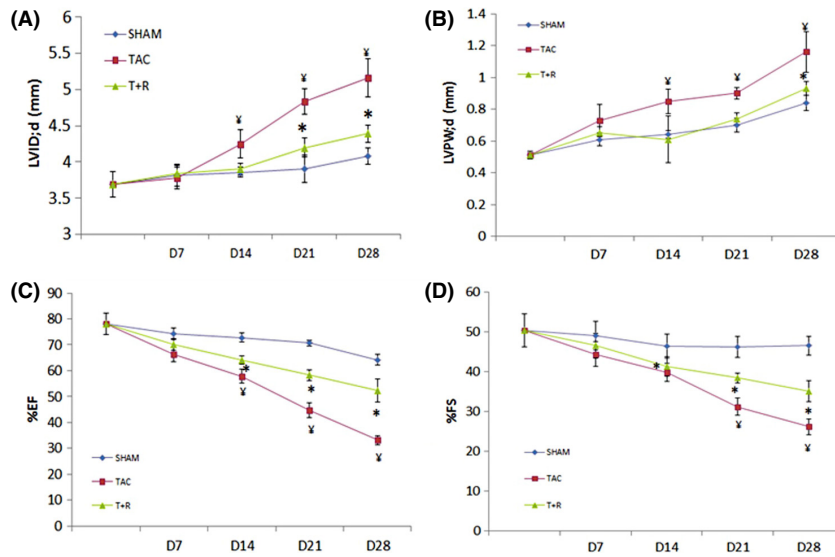 (A)
LVID;d (mm)
6
5.5
5
4.5
4
3.5
3
SHAM
TAC
T+R
¥
¥
¥
*
*
D7 D14 D21 D28
(B)
LVPW;d (mm)
1.4
1.2
1
0.8
0.6
0.4
0.2
0
SHAM
TAC
T+R
¥
¥
¥
*
D7 D14 D21 D28
(C)
%EF
90
80
70
60
50
40
30
20
10
0
*
¥
*
¥
*
¥
SHAM
TAC
T+R
D7 D14 D21 D28
(D)
%FS
60
50
40
30
20
10
0
*
*
¥
*
¥
SHAM
TAC
T+R
D7 D14 D21 D28